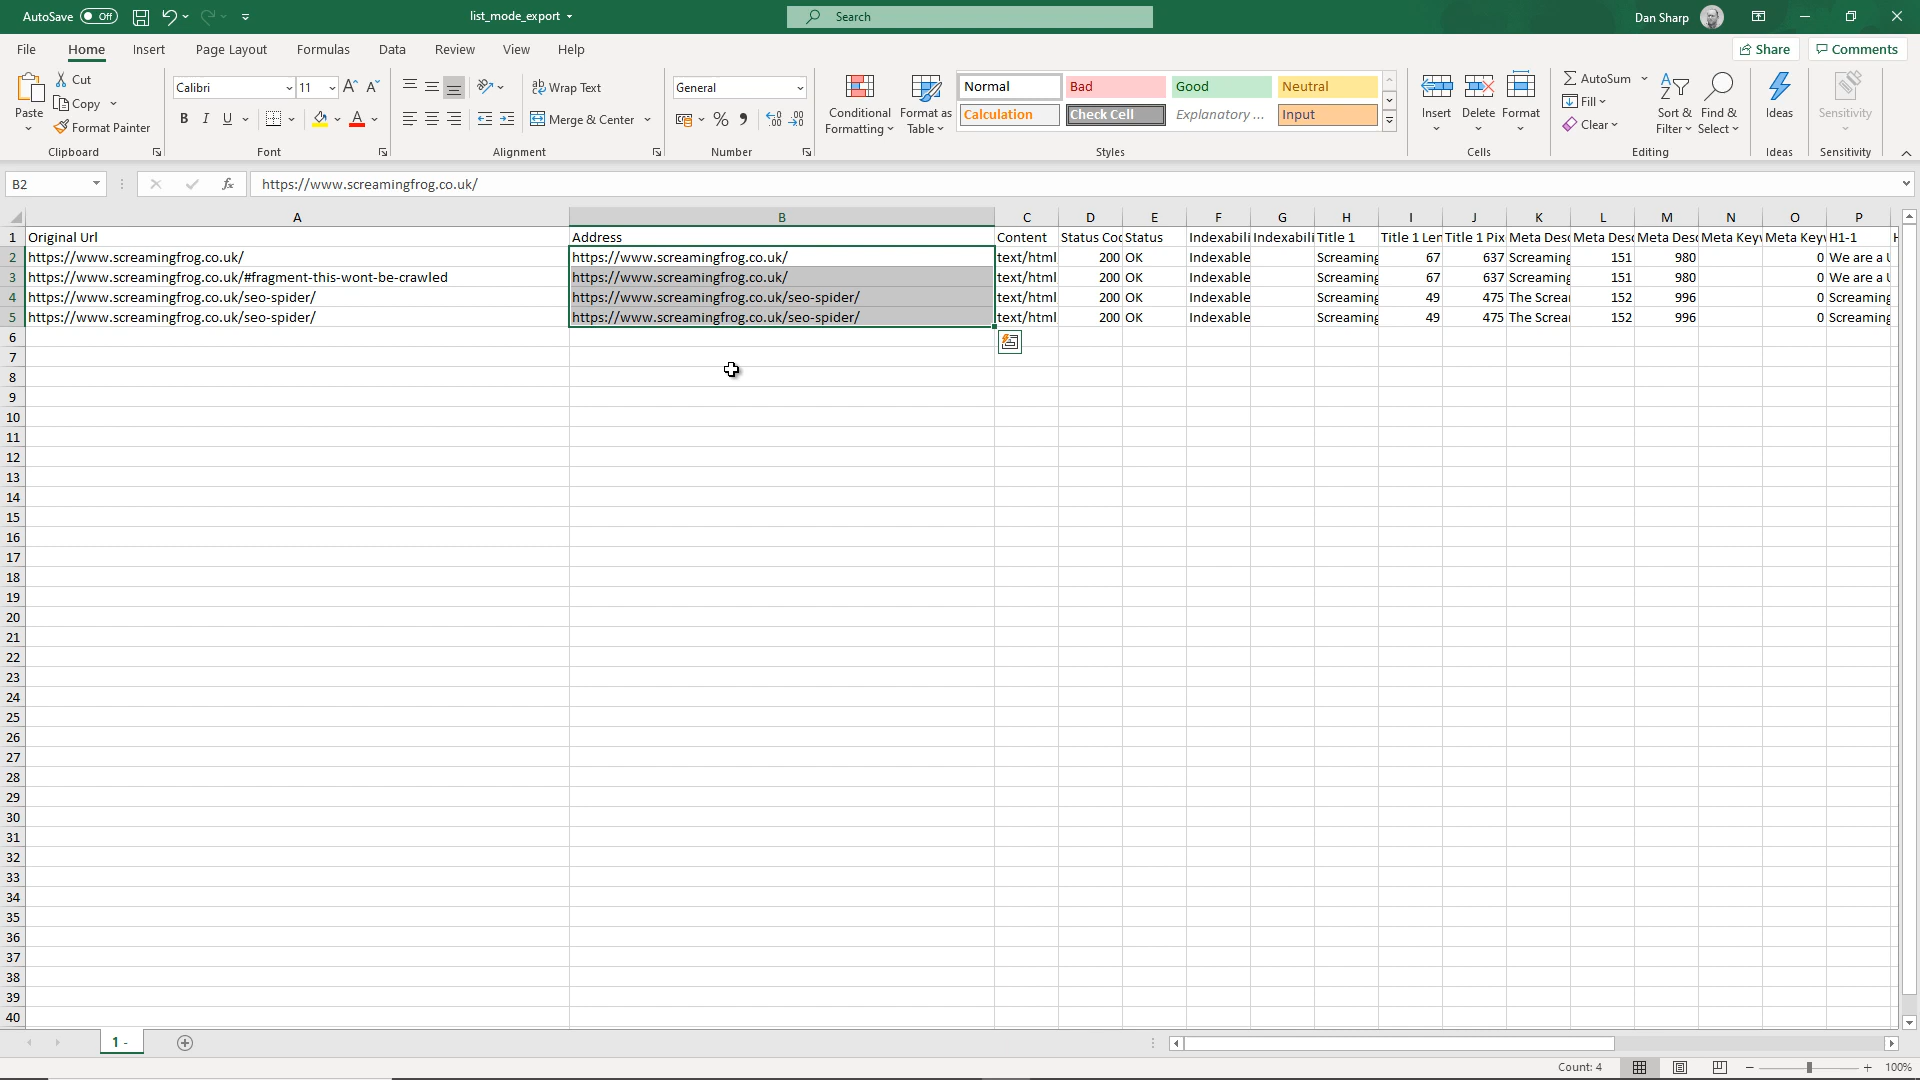 AutoSave Off list_mode_export Search Dan Sharp
File Home Insert Page Layout Formulas Data Review View Help Share Comments
Paste Cut Copy Format Painter Clipboard
Calibri 11 B I U A Font
Wrap Text Merge & Center Alignment
General % Number
Conditional Formatting Format as Table Normal Bad Good Neutral Calculation Check Cell Explanatory ... Input Styles
Insert Delete Format Cells
AutoSum Fill Clear Sort & Filter Find & Select Editing
Ideas Ideas
Sensitivity Sensitivity
B2 fx https://www.screamingfrog.co.uk/
A B C D E F G H I J K L M N O P
1 Original Url Address Content Status Coc Status Indexabili Indexabili Title 1 Title 1 Len Title 1 Pix Meta Desc Meta Desc Meta Desc Meta Keyv Meta Keyv H1-1
2 https://www.screamingfrog.co.uk/ https://www.screamingfrog.co.uk/ text/html 200 OK Indexable Screaming 67 637 Screaming 151 980 0 We are a U
3 https://www.screamingfrog.co.uk/#fragment-this-wont-be-crawled https://www.screamingfrog.co.uk/ text/html 200 OK Indexable Screaming 67 637 Screaming 151 980 0 We are a U
4 https://www.screamingfrog.co.uk/seo-spider/ https://www.screamingfrog.co.uk/seo-spider/ text/html 200 OK Indexable Screaming 49 475 The Screar 152 996 0 Screaming
5 https://www.screamingfrog.co.uk/seo-spider/ https://www.screamingfrog.co.uk/seo-spider/ text/html 200 OK Indexable Screaming 49 475 The Screar 152 996 0 Screaming
6
7
8
9
10
11
12
13
14
15
16
17
18
19
20
21
22
23
24
25
26
27
28
29
30
31
32
33
34
35
36
37
38
39
40
1 -
Count: 4 100%